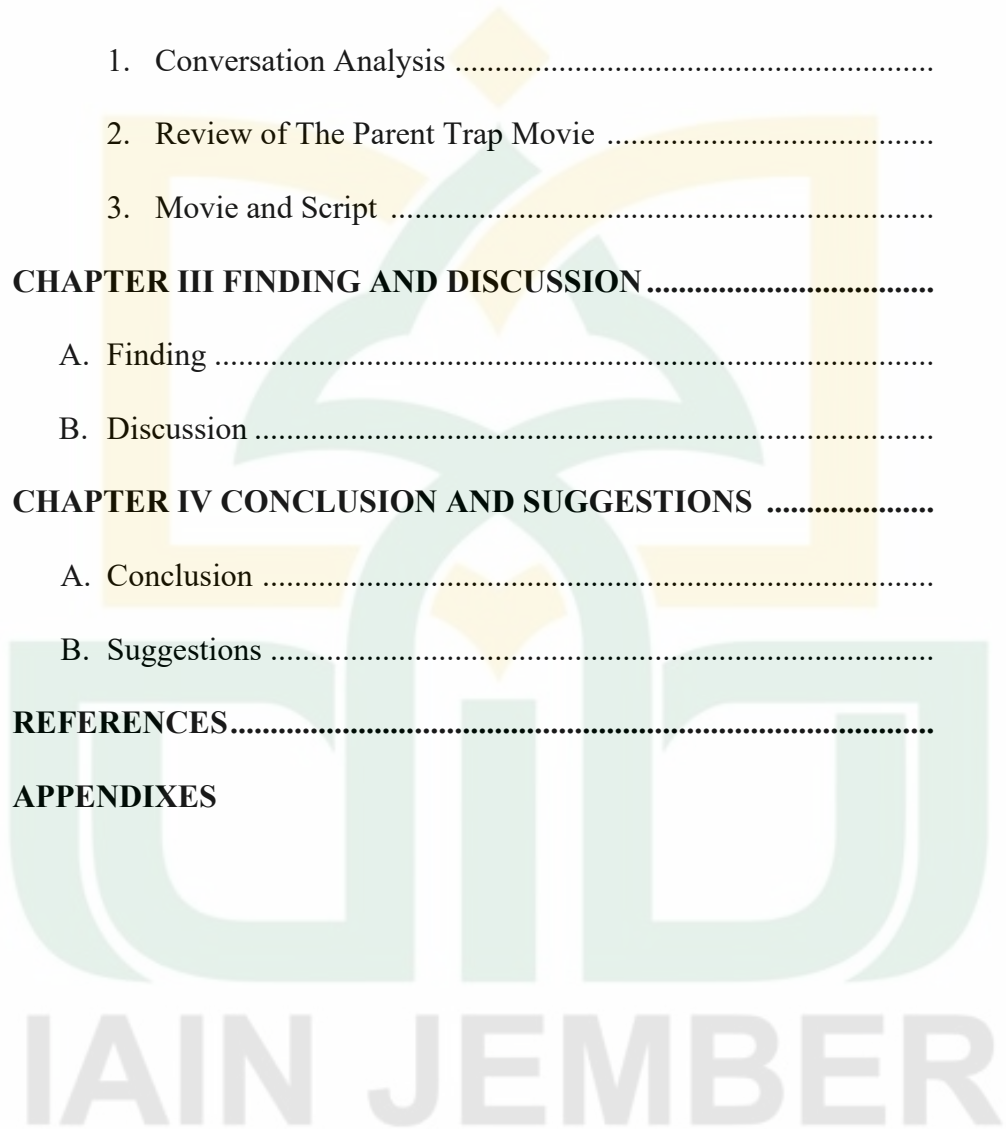 1. Conversation Analysis ............................................................
2. Review of The Parent Trap Movie .........................................
3. Movie and Script ....................................................................
CHAPTER III FINDING AND DISCUSSION ....................................
A. Finding ..........................................................................................
B. Discussion .....................................................................................
CHAPTER IV CONCLUSION AND SUGGESTIONS .....................
A. Conclusion ....................................................................................
B. Suggestions ...................................................................................
REFERENCES ........................................................................................
APPENDIXES
IAIN JEMBER